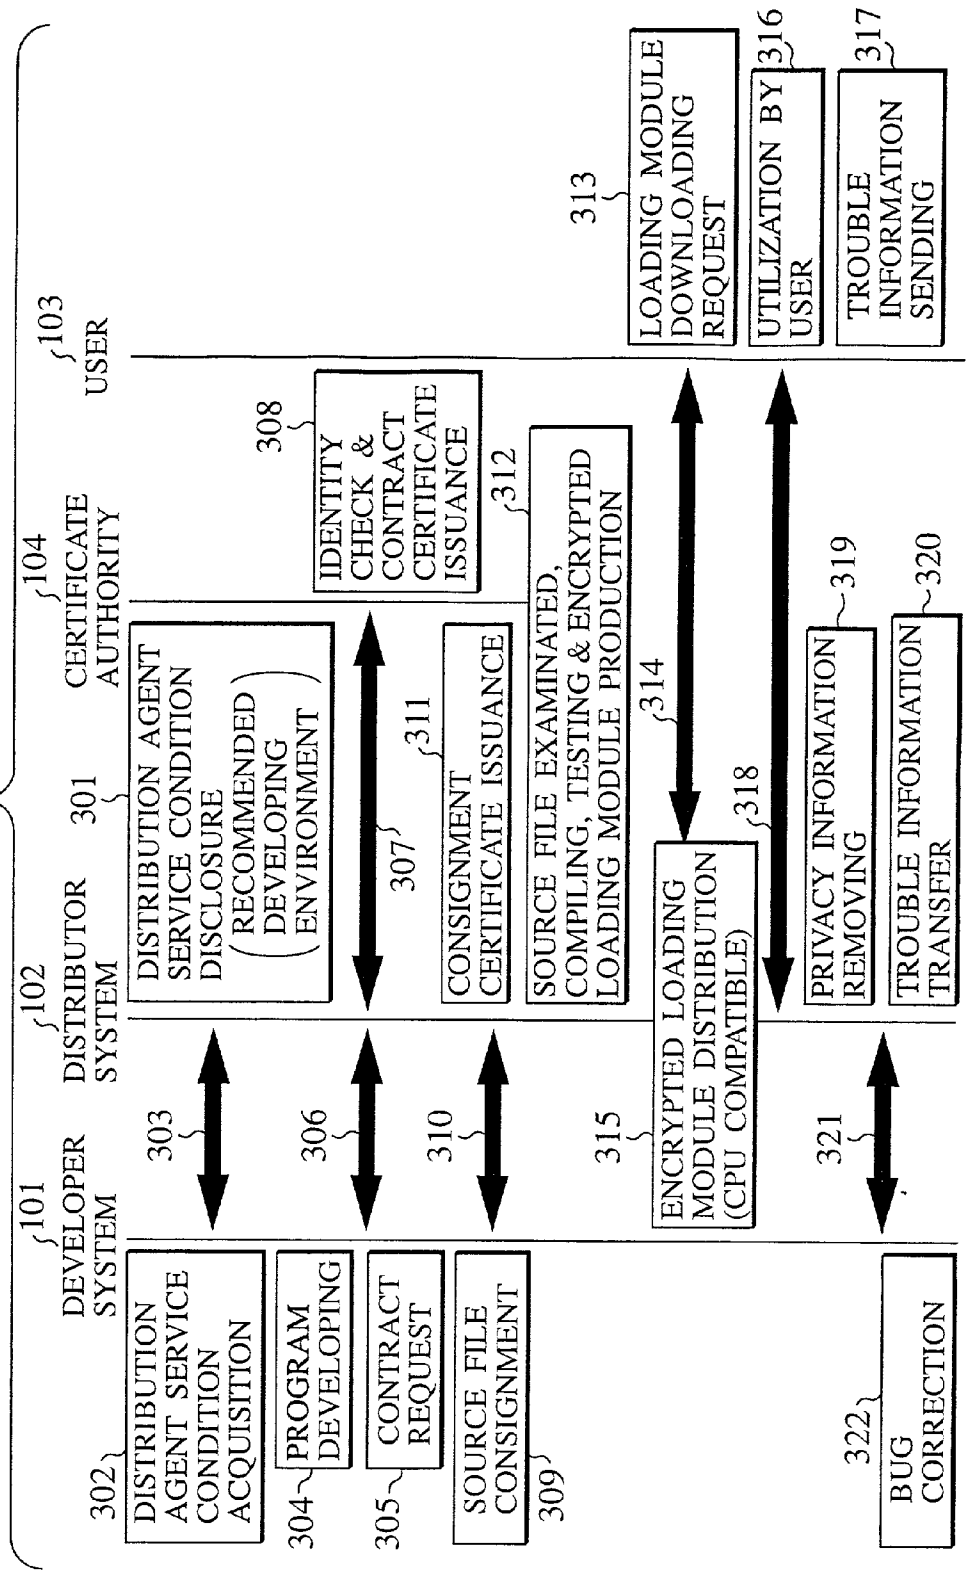 101
DEVELOPER
SYSTEM
102
DISTRIBUTOR
SYSTEM
104
CERTIFICATE
AUTHORITY
103
USER
301
DISTRIBUTION AGENT
SERVICE CONDITION
DISCLOSURE
(RECOMMENDED
DEVELOPING
ENVIRONMENT)
302
DISTRIBUTION
AGENT SERVICE
CONDITION
ACQUISITION
303
304
PROGRAM
DEVELOPING
305
CONTRACT
REQUEST
306
307
308
IDENTITY
CHECK &
CONTRACT
CERTIFICATE
ISSUANCE
309
SOURCE FILE
CONSIGNMENT
310
311
CONSIGNMENT
CERTIFICATE ISSUANCE
312
SOURCE FILE EXAMINED,
COMPILING, TESTING & ENCRYPTED
LOADING MODULE PRODUCTION
313
LOADING MODULE
DOWNLOADING
REQUEST
314
315
ENCRYPTED LOADING
MODULE DISTRIBUTION
(CPU COMPATIBLE)
316
UTILIZATION BY
USER
317
TROUBLE
INFORMATION
SENDING
318
319
PRIVACY INFORMATION
REMOVING
320
TROUBLE INFORMATION
TRANSFER
321
322
BUG
CORRECTION